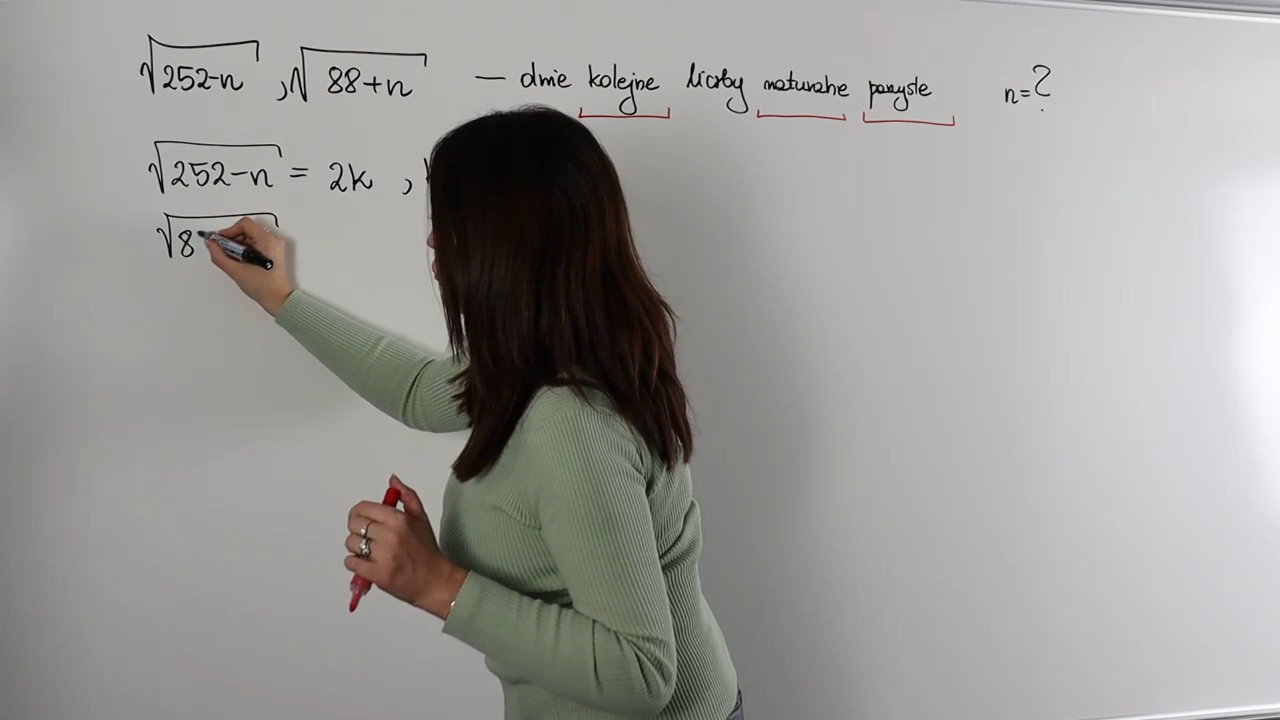 √252-n , √88+n — dwie kolejne liczby naturalne parzyste n=?
√252-n = 2k ,
√8